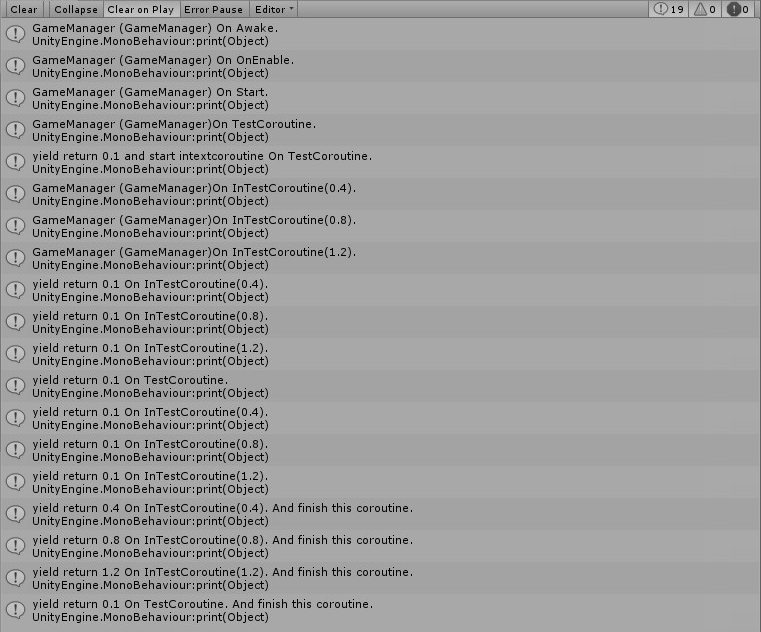 Clear Collapse Clear on Play Error Pause Editor 19 0 0
GameManager (GameManager) On Awake.
UnityEngine.MonoBehaviour:print(Object)
GameManager (GameManager) On OnEnable.
UnityEngine.MonoBehaviour:print(Object)
GameManager (GameManager) On Start.
UnityEngine.MonoBehaviour:print(Object)
GameManager (GameManager)On TestCoroutine.
UnityEngine.MonoBehaviour:print(Object)
yield return 0.1 and start intextcoroutine On TestCoroutine.
UnityEngine.MonoBehaviour:print(Object)
GameManager (GameManager)On InTestCoroutine(0.4).
UnityEngine.MonoBehaviour:print(Object)
GameManager (GameManager)On InTestCoroutine(0.8).
UnityEngine.MonoBehaviour:print(Object)
GameManager (GameManager)On InTestCoroutine(1.2).
UnityEngine.MonoBehaviour:print(Object)
yield return 0.1 On InTestCoroutine(0.4).
UnityEngine.MonoBehaviour:print(Object)
yield return 0.1 On InTestCoroutine(0.8).
UnityEngine.MonoBehaviour:print(Object)
yield return 0.1 On InTestCoroutine(1.2).
UnityEngine.MonoBehaviour:print(Object)
yield return 0.1 On TestCoroutine.
UnityEngine.MonoBehaviour:print(Object)
yield return 0.1 On InTestCoroutine(0.4).
UnityEngine.MonoBehaviour:print(Object)
yield return 0.1 On InTestCoroutine(0.8).
UnityEngine.MonoBehaviour:print(Object)
yield return 0.1 On InTestCoroutine(1.2).
UnityEngine.MonoBehaviour:print(Object)
yield return 0.4 On InTestCoroutine(0.4). And finish this coroutine.
UnityEngine.MonoBehaviour:print(Object)
yield return 0.8 On InTestCoroutine(0.8). And finish this coroutine.
UnityEngine.MonoBehaviour:print(Object)
yield return 1.2 On InTestCoroutine(1.2). And finish this coroutine.
UnityEngine.MonoBehaviour:print(Object)
yield return 0.1 On TestCoroutine. And finish this coroutine.
UnityEngine.MonoBehaviour:print(Object)